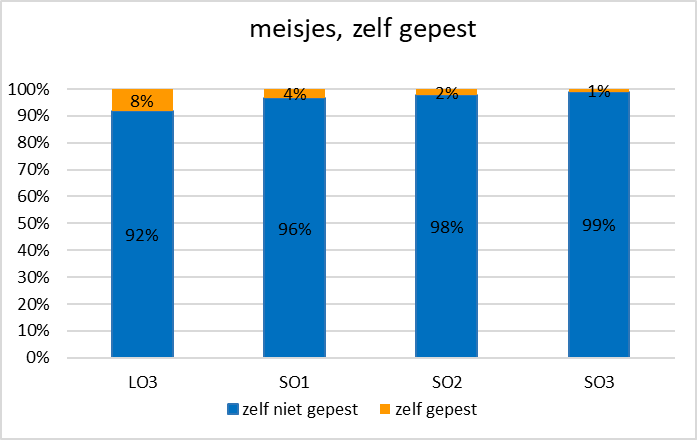 meisjes, zelf gepest
100%
90%
80%
70%
60%
50%
40%
30%
20%
10%
0%
8% 4% 2% 1%
92% 96% 98% 99%
LO3 SO1 SO2 SO3
zelf niet gepest zelf gepest